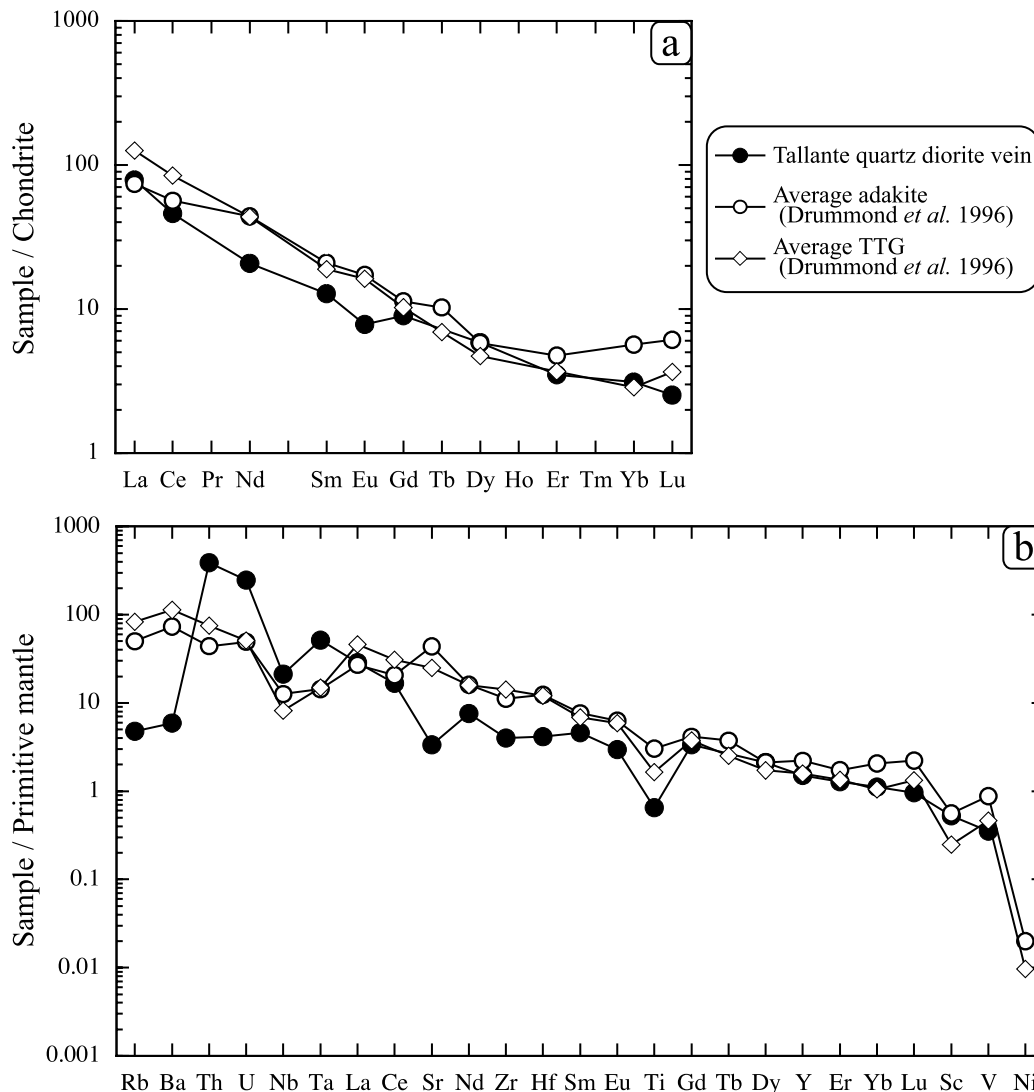 1000
a
100
10
1
Sample / Chondrite
La Ce Pr Nd Sm Eu Gd Tb Dy Ho Er Tm Yb Lu
Tallante quartz diorite vein
Average adakite
(Drummond et al. 1996)
Average TTG
(Drummond et al. 1996)
1000
b
100
10
1
0.1
0.01
0.001
Sample / Primitive mantle
Rb Ba Th U Nb Ta La Ce Sr Nd Zr Hf Sm Eu Ti Gd Tb Dy Y Er Yb Lu Sc V Ni